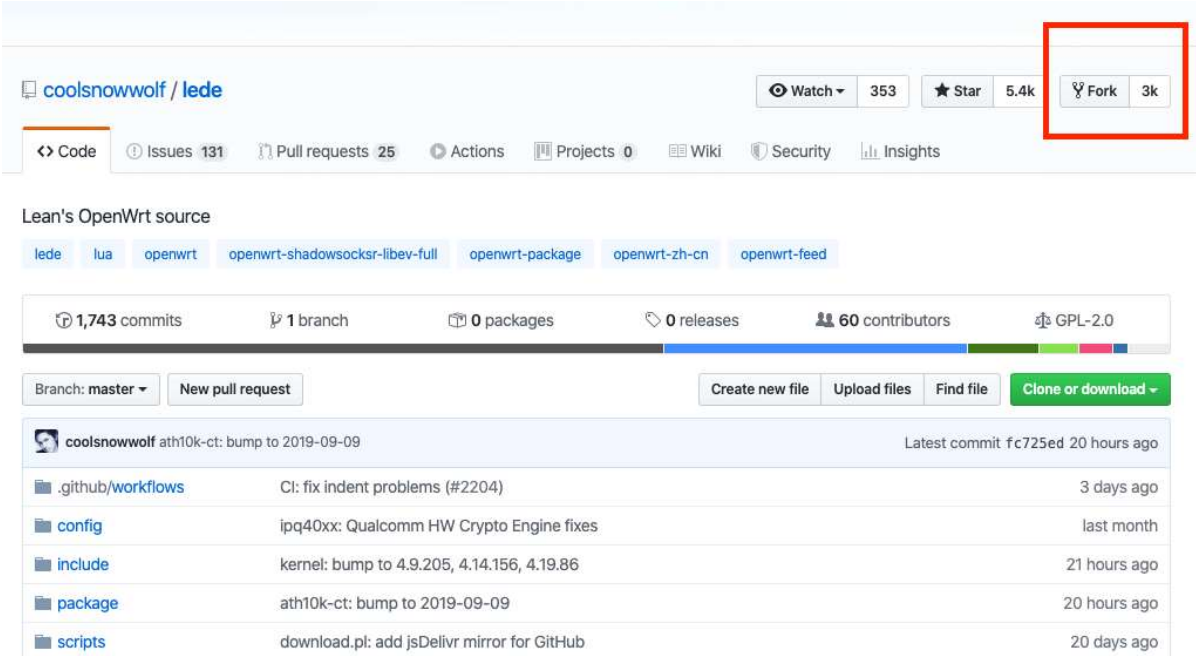 coolsnowwolf / lede
Watch 353 Star 5.4k Fork 3k
Code Issues 131 Pull requests 25 Actions Projects 0 Wiki Security Insights
Lean's OpenWrt source
lede lua openwrt openwrt-shadowsocksr-libev-full openwrt-package openwrt-zh-cn openwrt-feed
1,743 commits 1 branch 0 packages 0 releases 60 contributors GPL-2.0
Branch: master New pull request Create new file Upload files Find file Clone or download
coolsnowwolf ath10k-ct: bump to 2019-09-09 Latest commit fc725ed 20 hours ago
.github/workflows CI: fix indent problems (#2204) 3 days ago
config ipq40xx: Qualcomm HW Crypto Engine fixes last month
include kernel: bump to 4.9.205, 4.14.156, 4.19.86 21 hours ago
package ath10k-ct: bump to 2019-09-09 20 hours ago
scripts download.pl: add jsDelivr mirror for GitHub 20 days ago